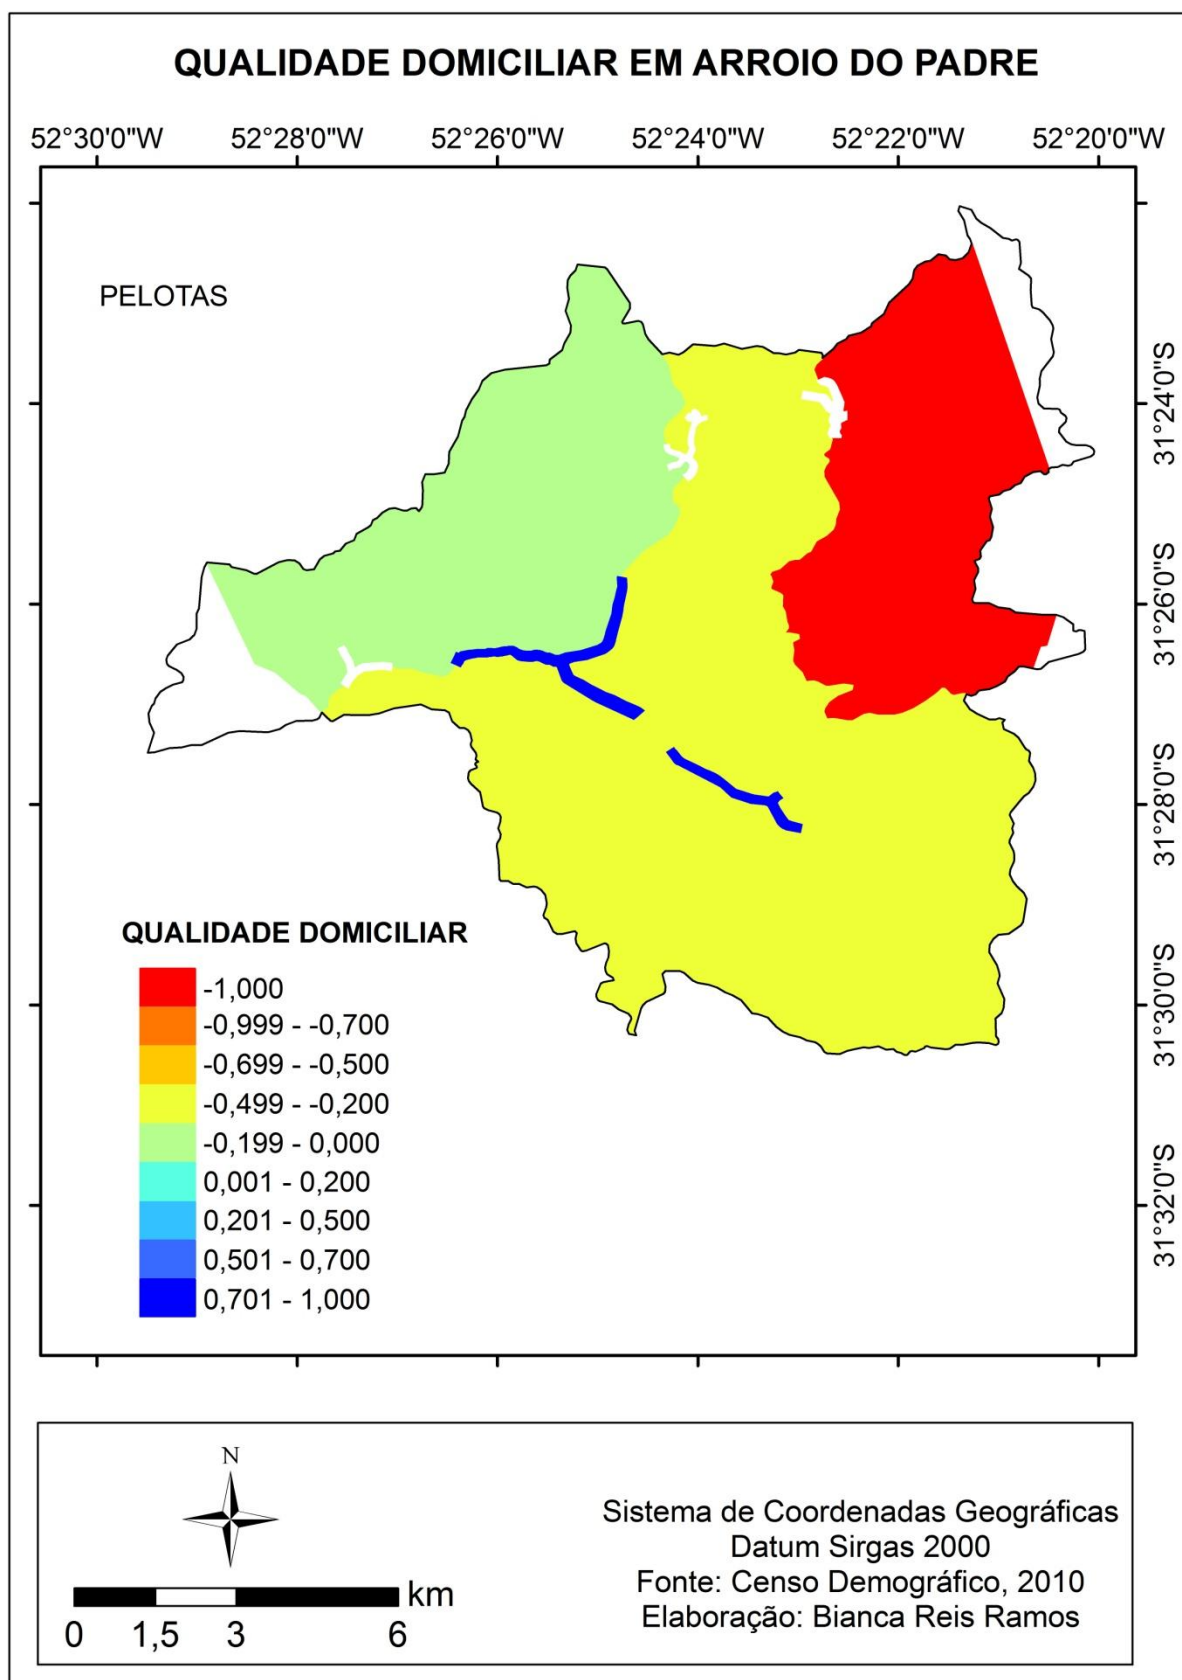 QUALIDADE DOMICILIAR EM ARROIO DO PADRE
52°30'0"W 52°28'0"W 52°26'0"W 52°24'0"W 52°22'0"W 52°20'0"W
PELOTAS
31°24'0"S
31°26'0"S
31°28'0"S
31°30'0"S
31°32'0"S
QUALIDADE DOMICILIAR
-1,000
-0,999 - -0,700
-0,699 - -0,500
-0,499 - -0,200
-0,199 - 0,000
0,001 - 0,200
0,201 - 0,500
0,501 - 0,700
0,701 - 1,000
N
km
0 1,5 3 6
Sistema de Coordenadas Geográficas
Datum Sirgas 2000
Fonte: Censo Demográfico, 2010
Elaboração: Bianca Reis Ramos